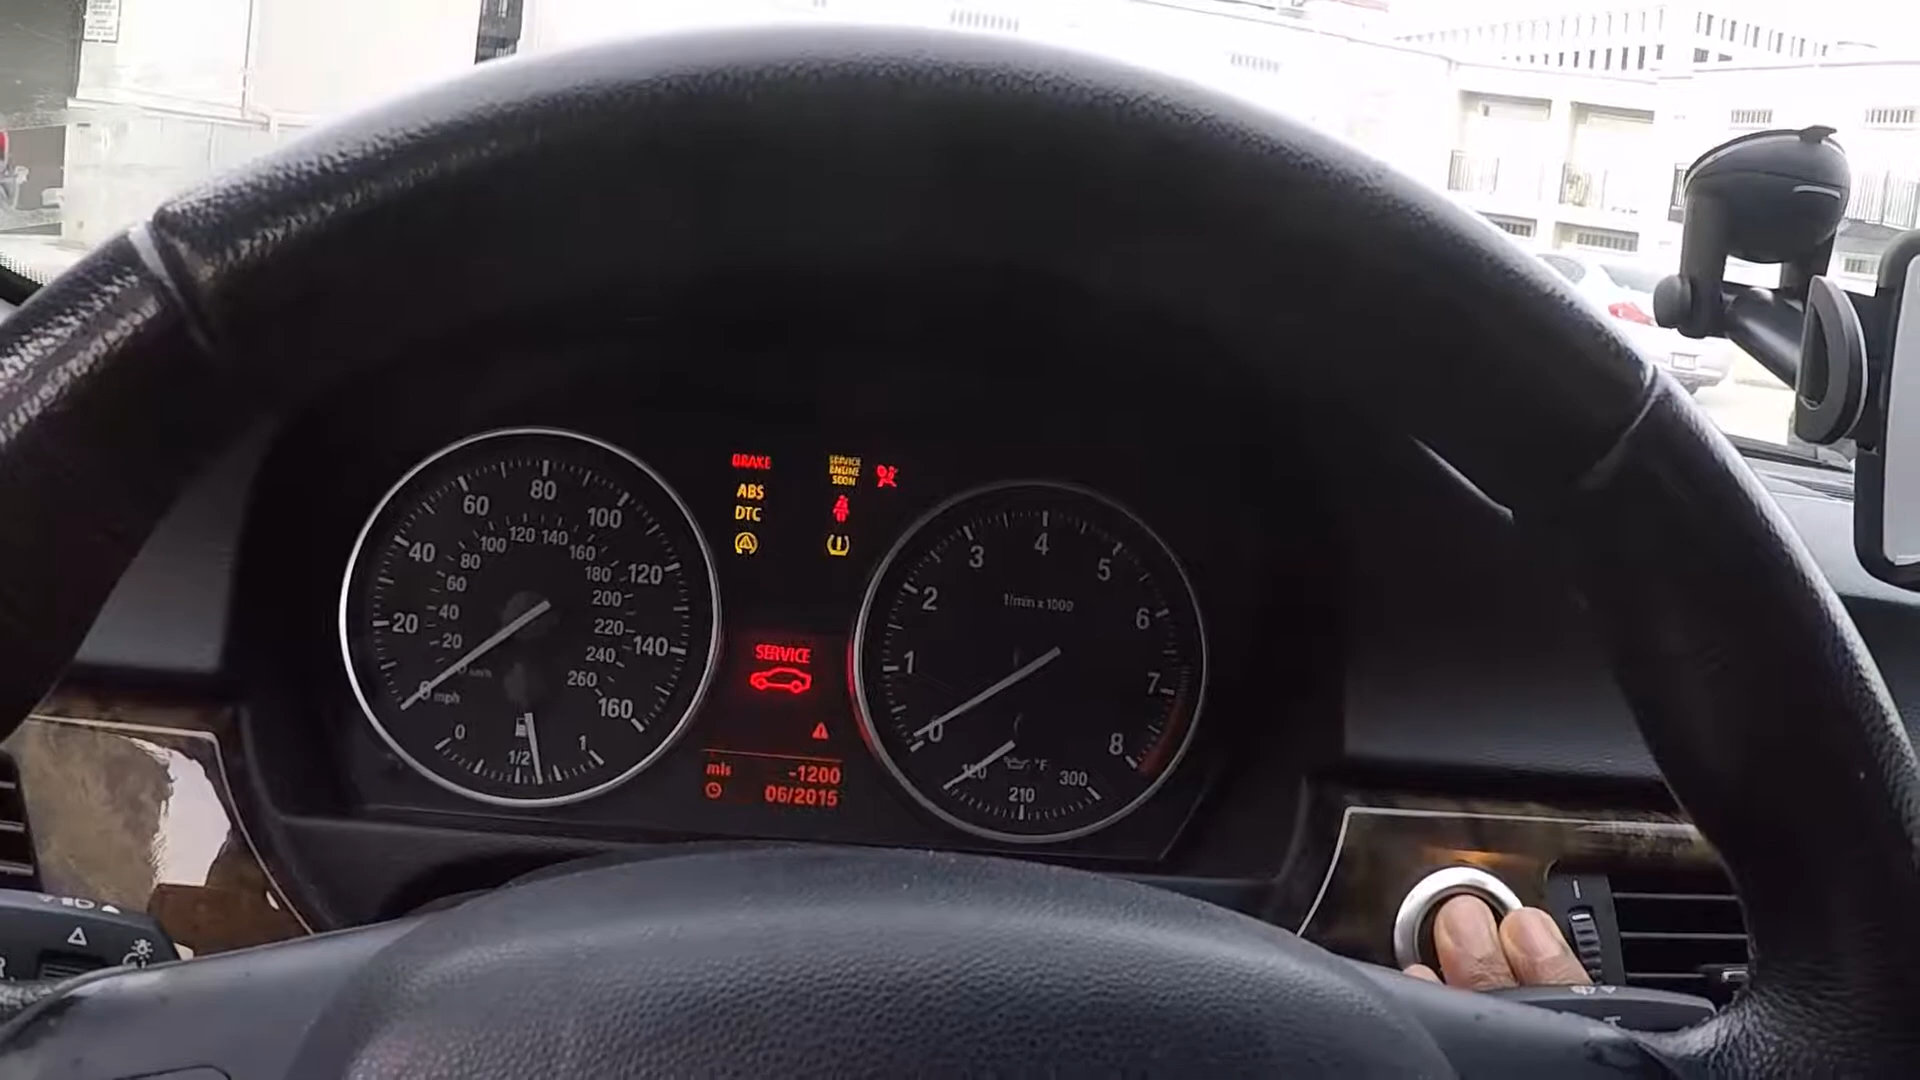 BRAKE
ABS
DTC
SERVICE
ENGINE
SOON
20 40 60 80 100 120 140 160
20 40 60 80 100 120 140 160 180 200 220 240 260
0 mph
km/h
0 1/2 1
SERVICE
mls -1200
06/2015
0 1 2 3 4 5 6 7 8
1/min x 1000
120 210 300
°F